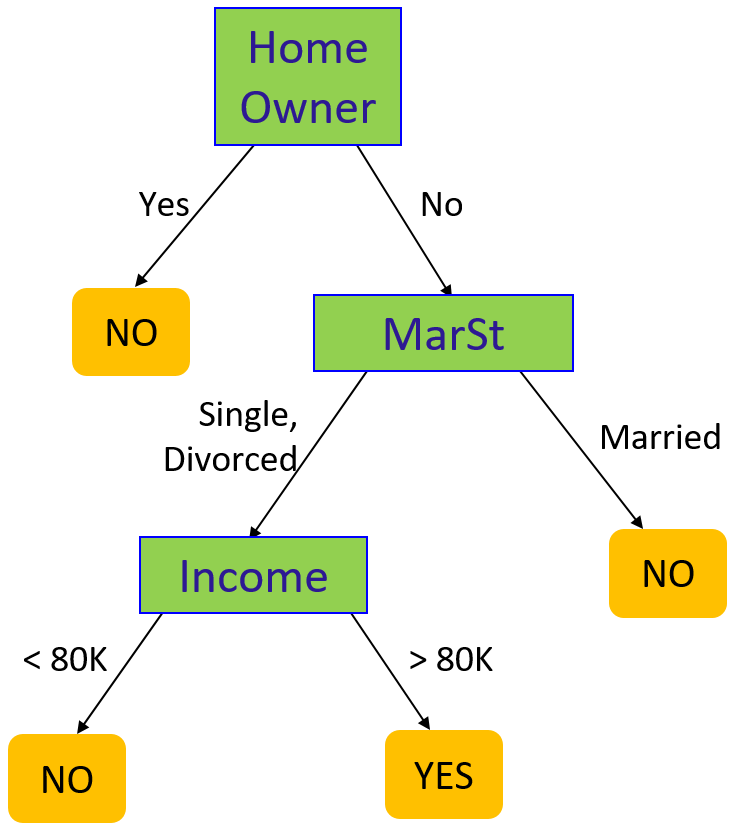 Home
Owner
Yes
No
NO
MarSt
Single,
Divorced
Married
Income
NO
< 80K
> 80K
NO
YES